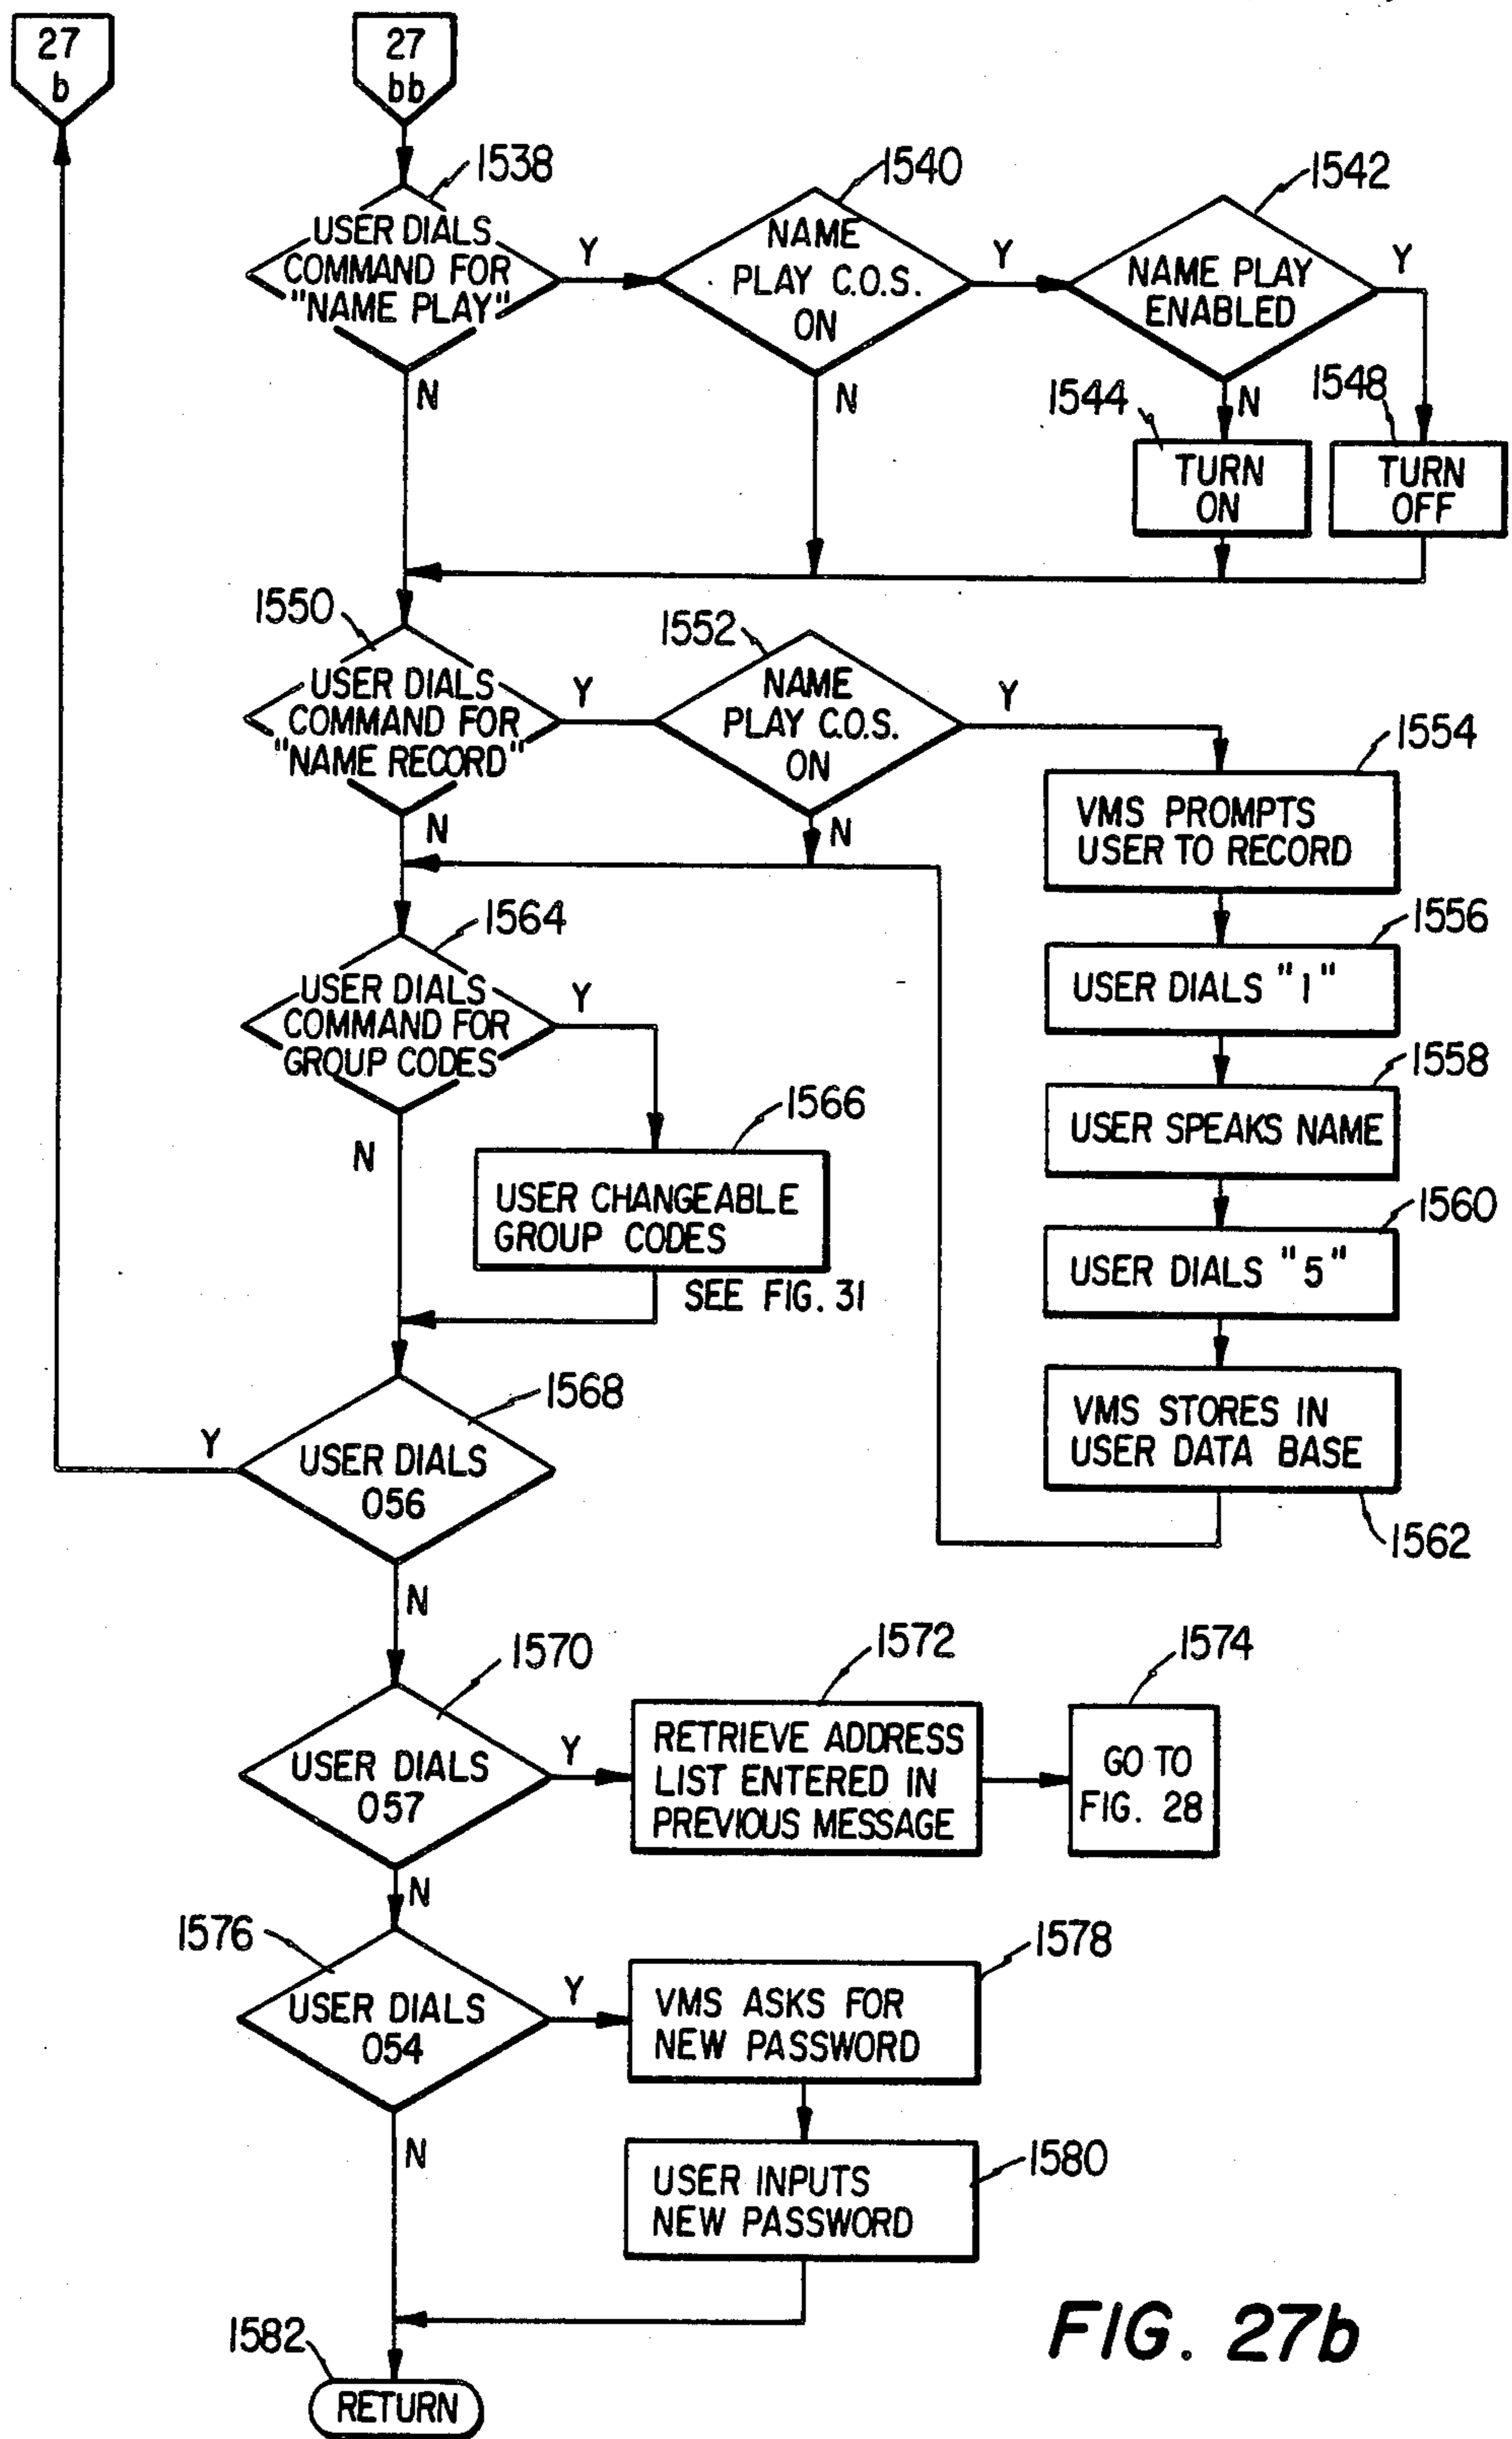 27
b
27
bb
1538
USER DIALS
COMMAND FOR
"NAME PLAY"
Y
N
1540
NAME
PLAY C.O.S.
ON
Y
N
1542
NAME PLAY
ENABLED
Y
N
1544
TURN
ON
1548
TURN
OFF
1550
USER DIALS
COMMAND FOR
"NAME RECORD"
Y
N
1552
NAME
PLAY C.O.S.
ON
Y
N
1554
VMS PROMPTS
USER TO RECORD
1556
USER DIALS "1"
1558
USER SPEAKS NAME
1560
USER DIALS "5"
VMS STORES IN
USER DATA BASE
1562
1564
USER DIALS
COMMAND FOR
GROUP CODES
Y
N
1566
USER CHANGEABLE
GROUP CODES
SEE FIG. 31
1568
USER DIALS
056
Y
N
1570
USER DIALS
057
Y
N
1572
RETRIEVE ADDRESS
LIST ENTERED IN
PREVIOUS MESSAGE
1574
GO TO
FIG. 28
1576
USER DIALS
054
Y
N
1578
VMS ASKS FOR
NEW PASSWORD
1580
USER INPUTS
NEW PASSWORD
1582
RETURN
FIG. 27b